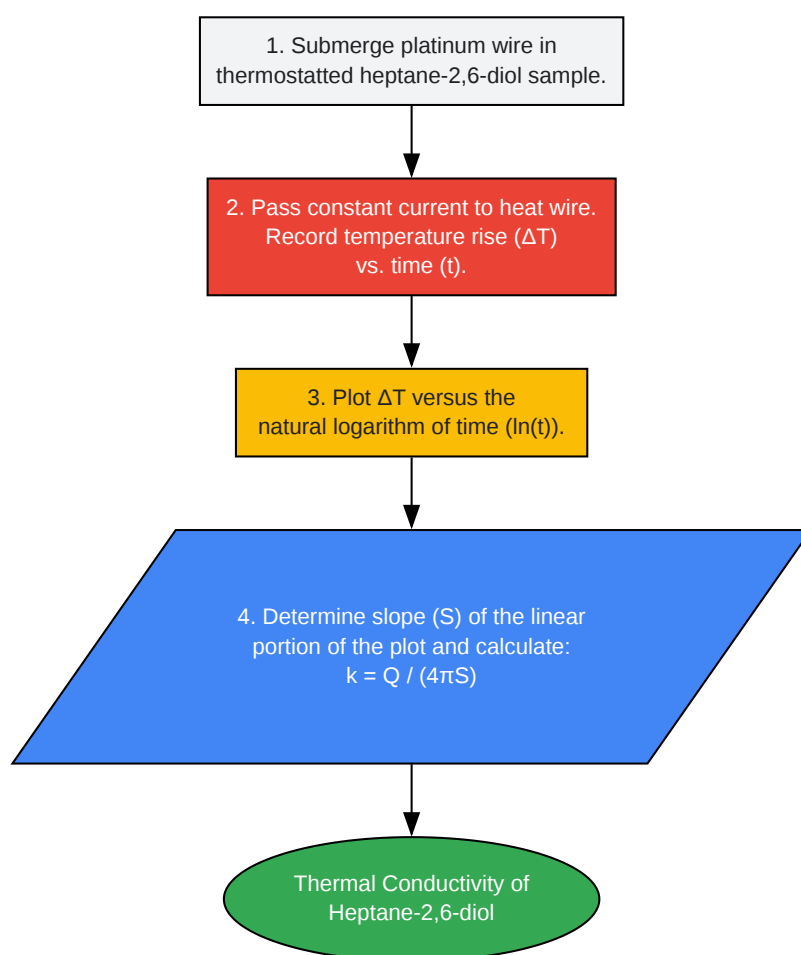 1. Submerge platinum wire in
thermostatted heptane-2,6-diol sample.
2. Pass constant current to heat wire.
Record temperature rise (ΔT)
vs. time (t).
3. Plot ΔT versus the
natural logarithm of time (ln(t)).
4. Determine slope (S) of the linear
portion of the plot and calculate:
k = Q / (4πS)
Thermal Conductivity of
Heptane-2,6-diol